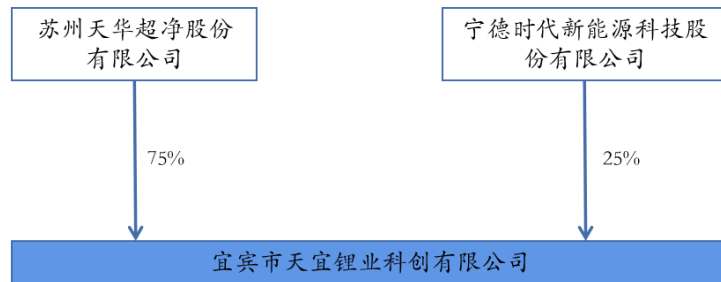 苏州天华超净股份
有限公司
宁德时代新能源科技股
份有限公司
75%
25%
宜宾市天宜锂业科创有限公司